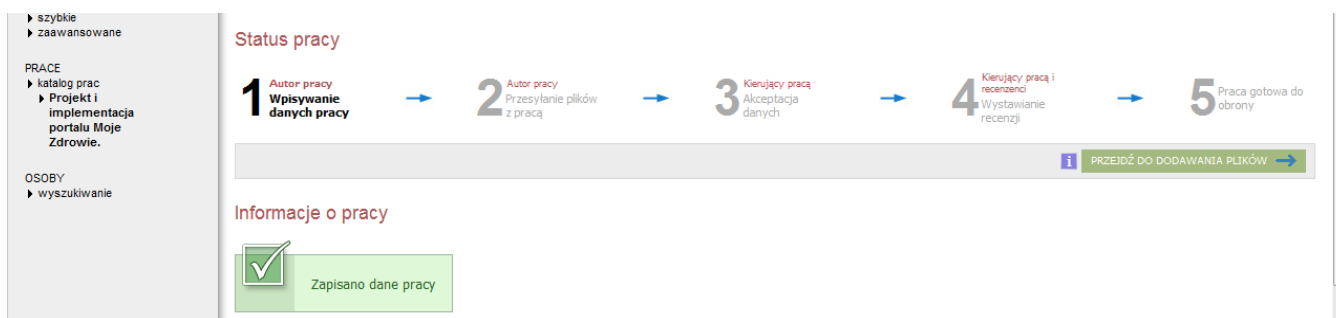 szybkie
zaawansowane
PRACE
katalog prac
Projekt i
implementacja
portalu Moje
Zdrowie.
OSOBY
wyszukiwanie
Status pracy
1
Autor pracy
Wpisywanie
danych pracy
2
Autor pracy
Przesyłanie plików
z pracą
3
Kierujący pracą
Akceptacja
danych
4
Kierujący pracą i
recenzenci
Wystawianie
recenzji
5
Praca gotowa do
obrony
i
PRZEJDŹ DO DODAWANIA PLIKÓW
Informacje o pracy
Zapisano dane pracy